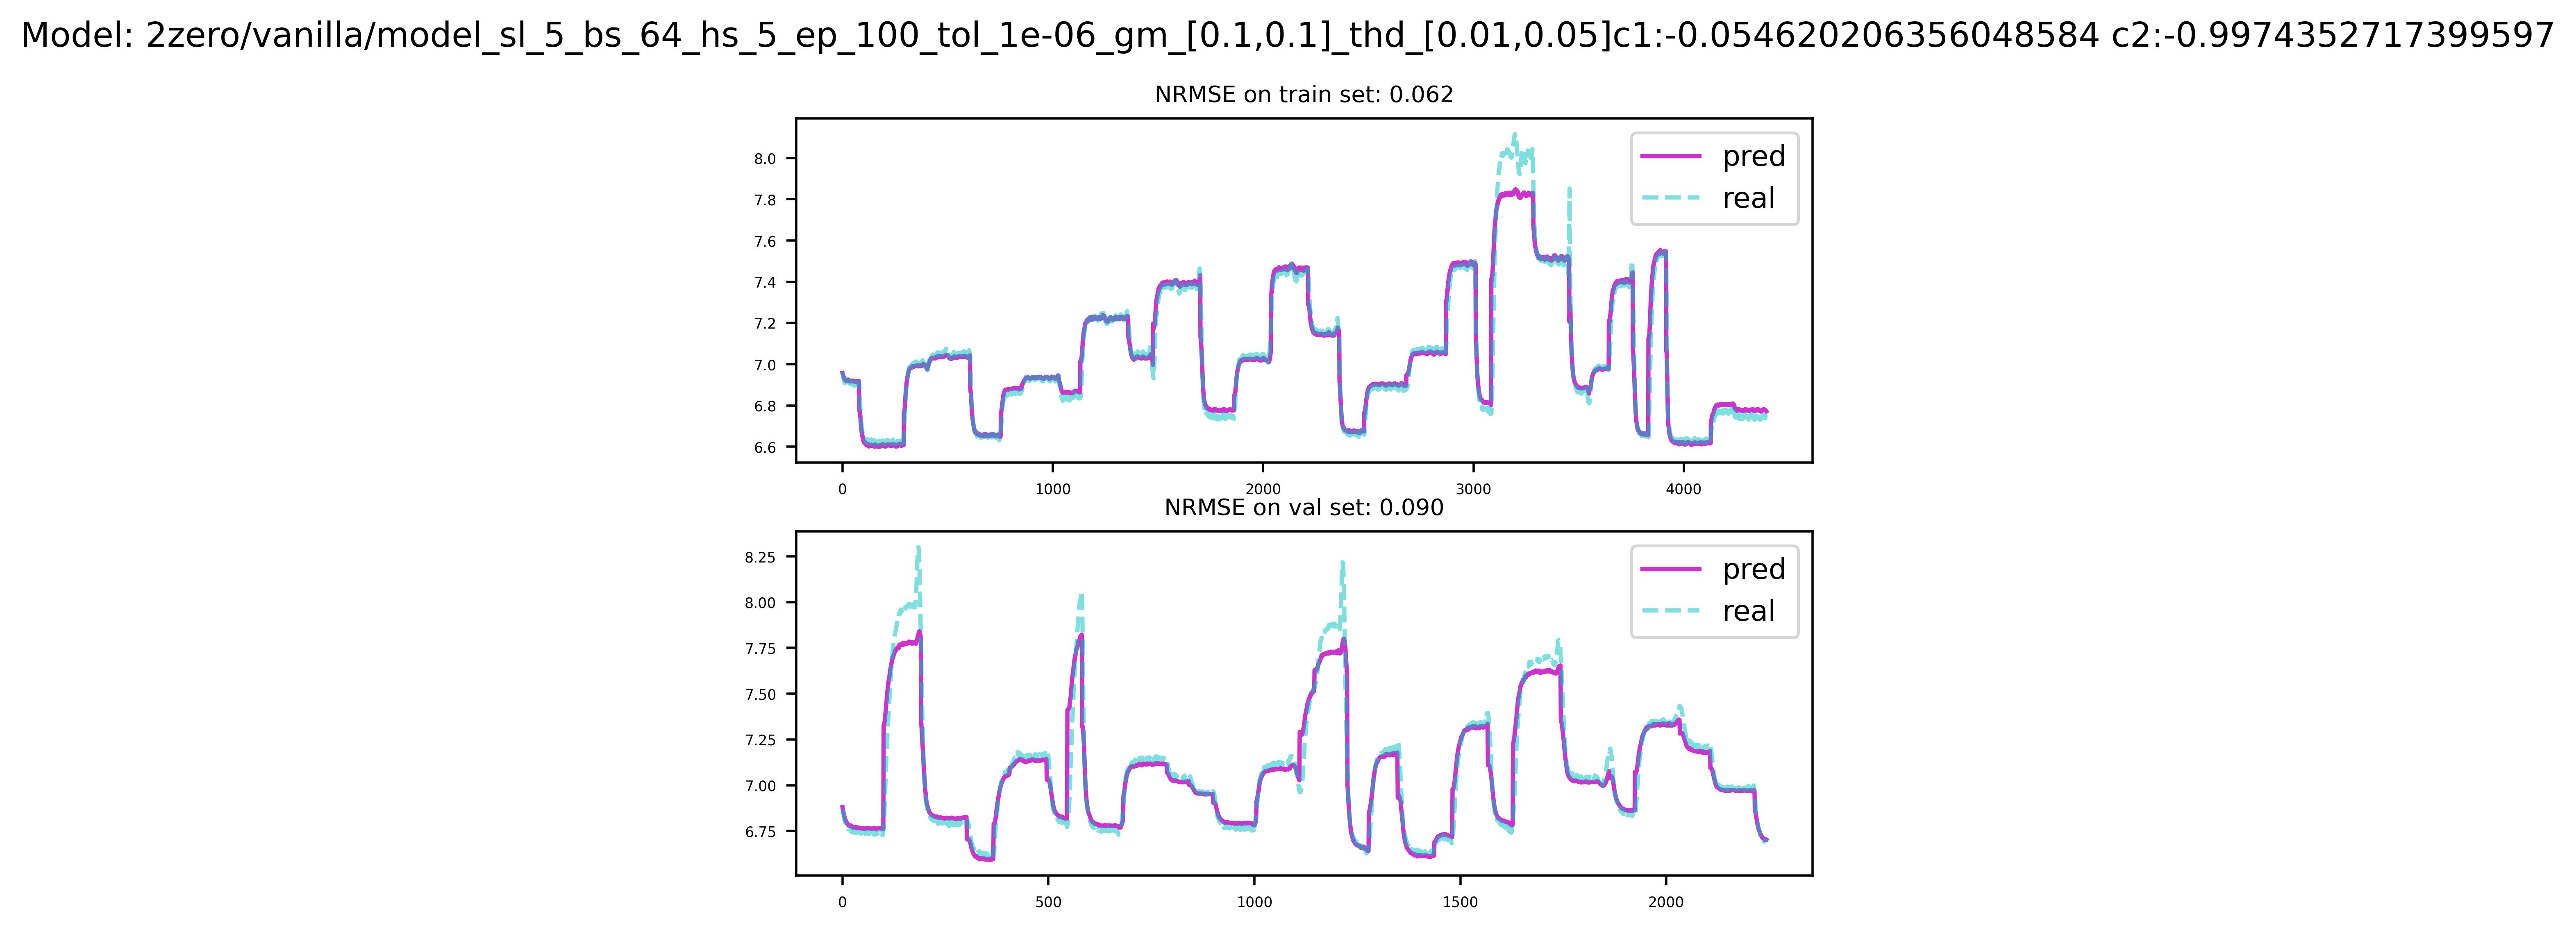 Model: 2zero/vanilla/model_sl_5_bs_64_hs_5_ep_100_tol_1e-06_gm_[0.1,0.1]_thd_[0.01,0.05]c1:-0.054620206356048584 c2:-0.9974352717399597
NRMSE on train set: 0.062
8.0
7.8
7.6
7.4
7.2
7.0
6.8
6.6
pred
real
0 1000 2000 3000 4000
NRMSE on val set: 0.090
8.25
8.00
7.75
7.50
7.25
7.00
6.75
pred
real
0 500 1000 1500 2000